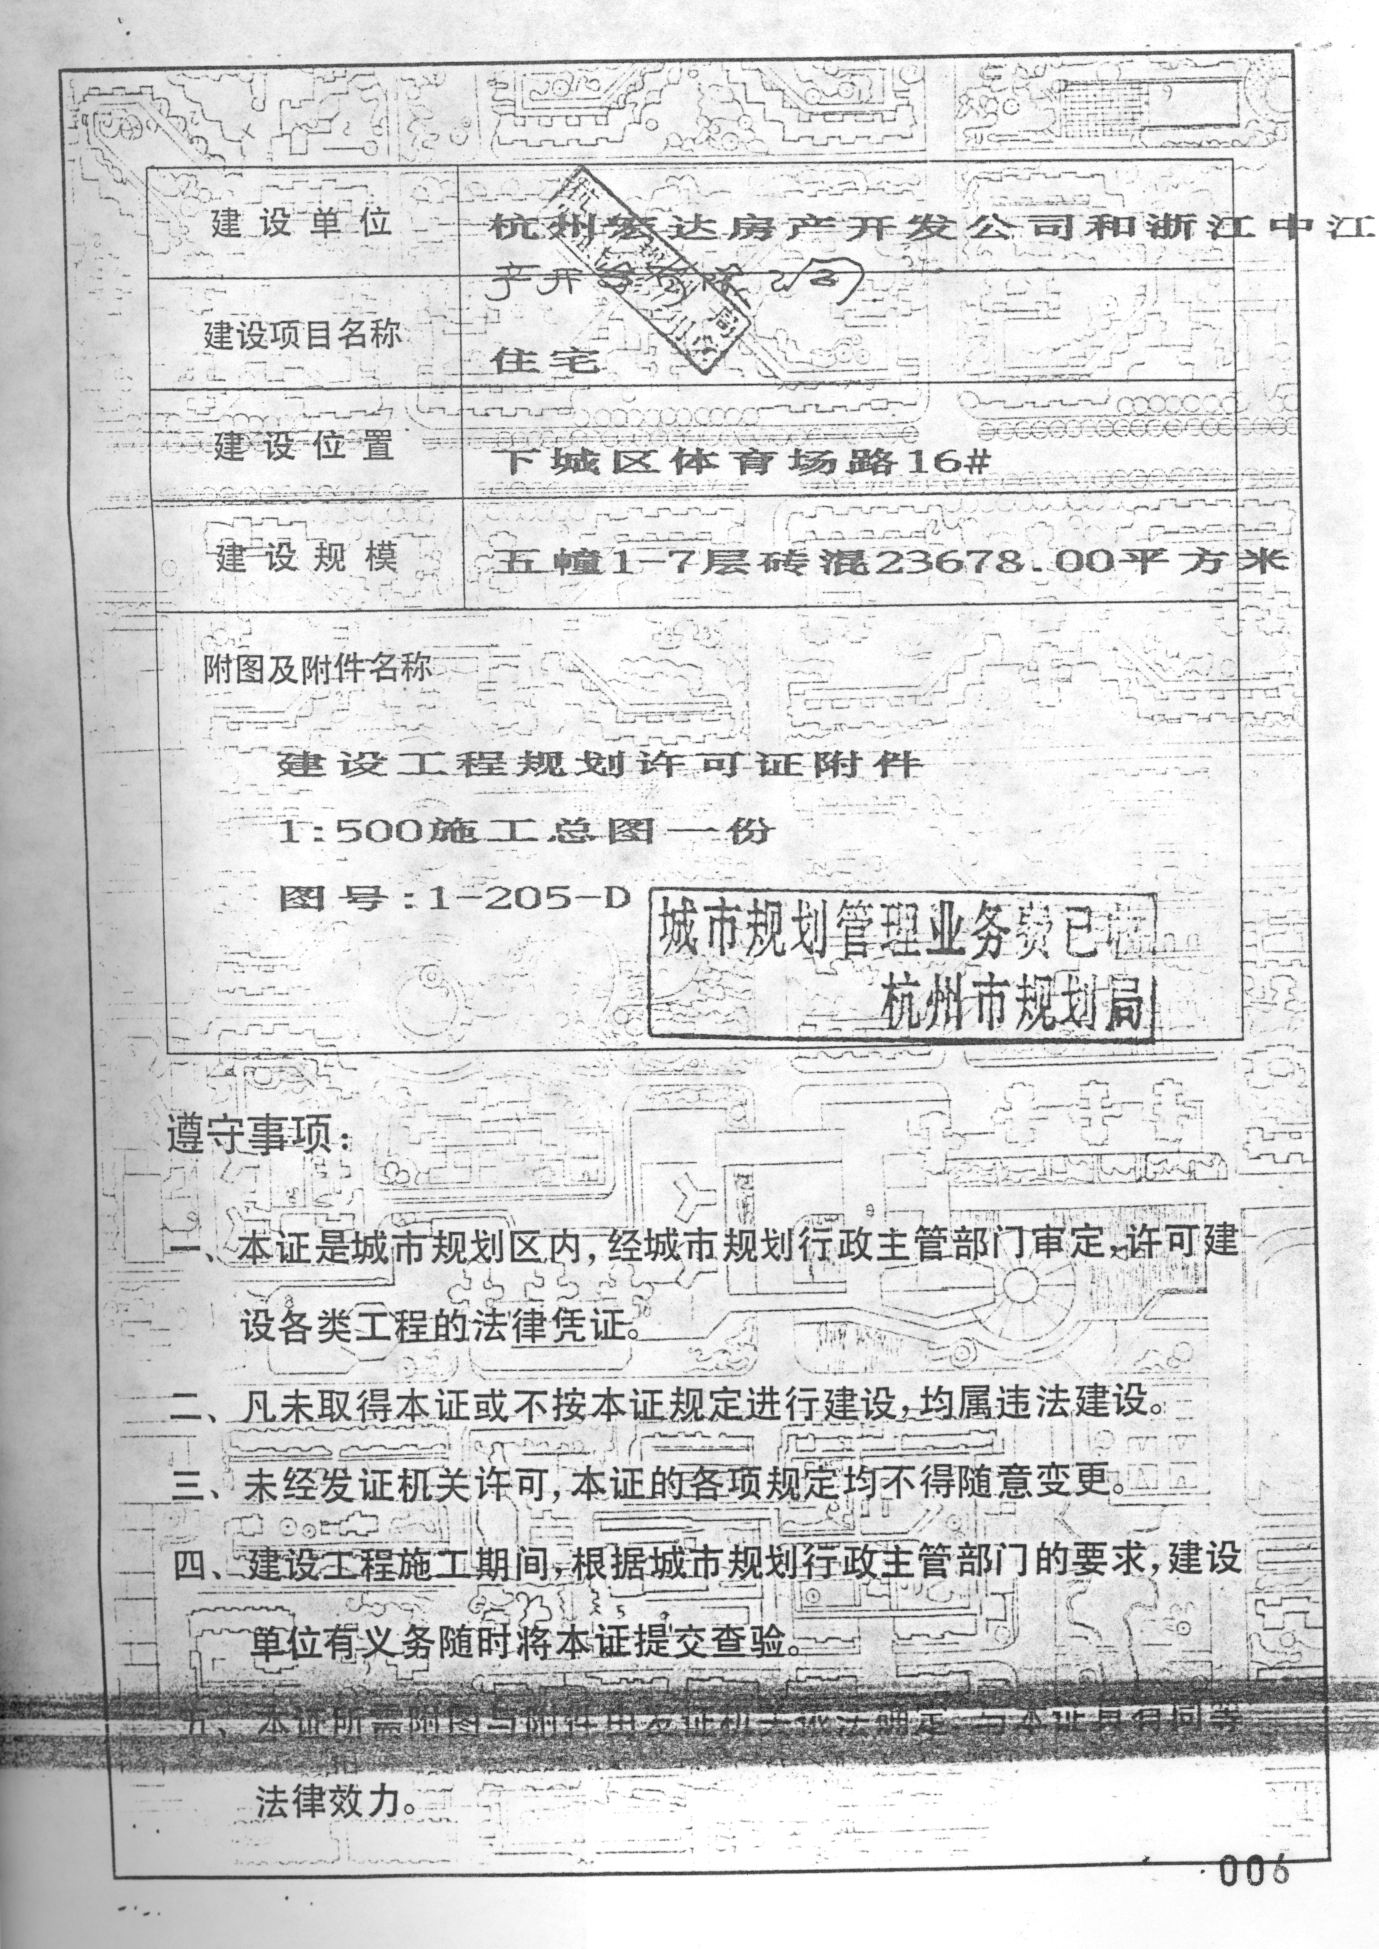 建设单位
杭州宏达房产开发公司和浙江中江
产开
建设项目名称
住宅
建设位置
下城区体育场路16#
建设规模
五幢1-7层砖混23678.00平方米
附图及附件名称
建设工程规划许可证附件
1:500施工总图一份
图号:1-205-D
城市规划管理业务费已收
杭州市规划局
遵守事项:
一、本证是城市规划区内,经城市规划行政主管部门审定,许可建
设各类工程的法律凭证。
二、凡未取得本证或不按本证规定进行建设,均属违法建设。
三、未经发证机关许可,本证的各项规定均不得随意变更。
四、建设工程施工期间,根据城市规划行政主管部门的要求,建设
单位有义务随时将本证提交查验。
五、本证所需附图与附件由发证机关依法确定,与本证具有同等
法律效力。
006